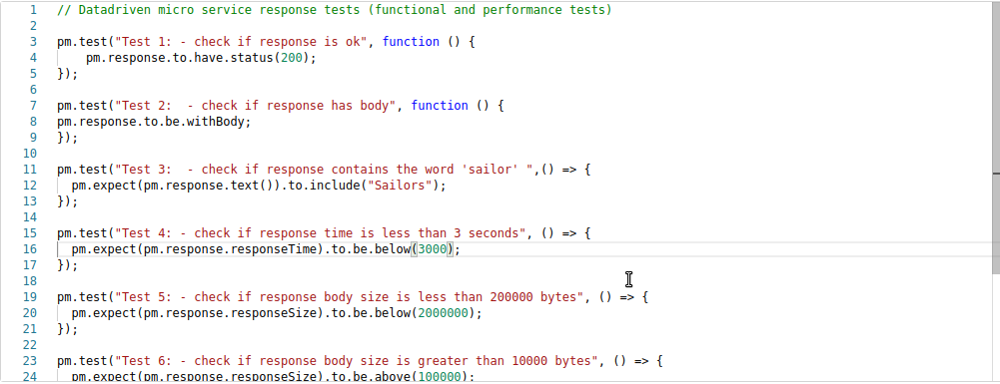 1 // Datadriven micro service response tests (functional and performance tests)
2
3 pm.test("Test 1: - check if response is ok", function () {
4     pm.response.to.have.status(200);
5 });
6
7 pm.test("Test 2:  - check if response has body", function () {
8 pm.response.to.be.withBody;
9 });
10
11 pm.test("Test 3:  - check if response contains the word 'sailor' ",() => {
12   pm.expect(pm.response.text()).to.include("Sailors");
13 });
14
15 pm.test("Test 4: - check if response time is less than 3 seconds", () => {
16   pm.expect(pm.response.responseTime).to.be.below(3000);
17 });
18
19 pm.test("Test 5: - check if response body size is less than 200000 bytes", () => {
20   pm.expect(pm.response.responseSize).to.be.below(2000000);
21 });
22
23 pm.test("Test 6: - check if response body size is greater than 10000 bytes", () => {
24   pm.expect(pm.response.responseSize).to.be.above(100000);